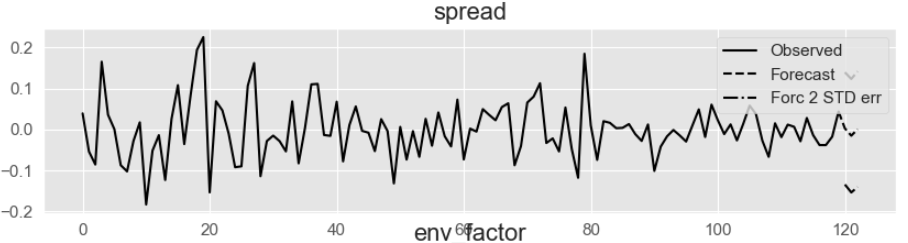 spread
0.2
0.1
0.0
−0.1
−0.2
Observed
Forecast
Forc 2 STD err
0 20 40 60 80 100 120
env_factor